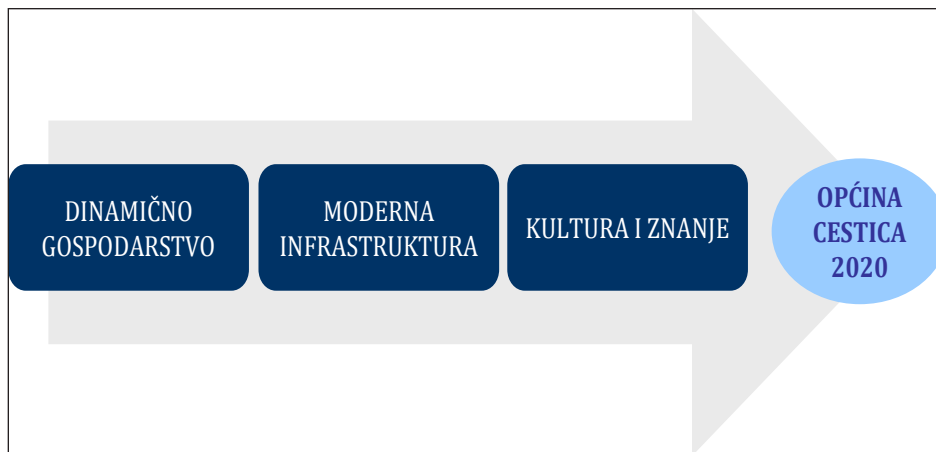 DINAMIČNO
GOSPODARSTVO
MODERNA
INFRASTRUKTURA
KULTURA I ZNANJE
OPĆINA
CESTICA
2020